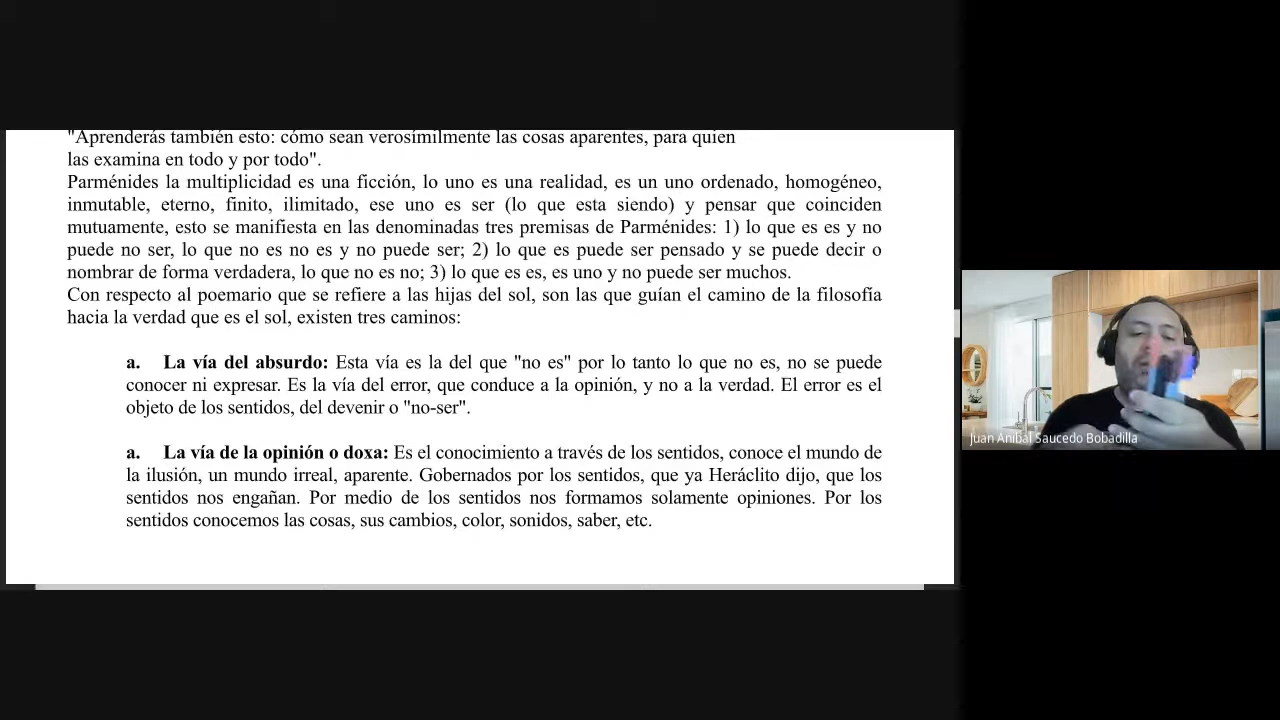 "Aprenderás también esto: cómo sean verosímilmente las cosas aparentes, para quien
las examina en todo y por todo".
Parménides la multiplicidad es una ficción, lo uno es una realidad, es un uno ordenado, homogéneo,
inmutable, eterno, finito, ilimitado, ese uno es ser (lo que esta siendo) y pensar que coinciden
mutuamente, esto se manifiesta en las denominadas tres premisas de Parménides: 1) lo que es es y no
puede no ser, lo que no es no es y no puede ser; 2) lo que es puede ser pensado y se puede decir o
nombrar de forma verdadera, lo que no es no; 3) lo que es es, es uno y no puede ser muchos.
Con respecto al poemario que se refiere a las hijas del sol, son las que guían el camino de la filosofía
hacia la verdad que es el sol, existen tres caminos:
a. La vía del absurdo: Esta vía es la del que "no es" por lo tanto lo que no es, no se puede
conocer ni expresar. Es la vía del error, que conduce a la opinión, y no a la verdad. El error es el
objeto de los sentidos, del devenir o "no-ser".
a. La vía de la opinión o doxa: Es el conocimiento a través de los sentidos, conoce el mundo de
la ilusión, un mundo irreal, aparente. Gobernados por los sentidos, que ya Heráclito dijo, que los
sentidos nos engañan. Por medio de los sentidos nos formamos solamente opiniones. Por los
sentidos conocemos las cosas, sus cambios, color, sonidos, saber, etc.
Juan Anibal Saucedo Bobadilla